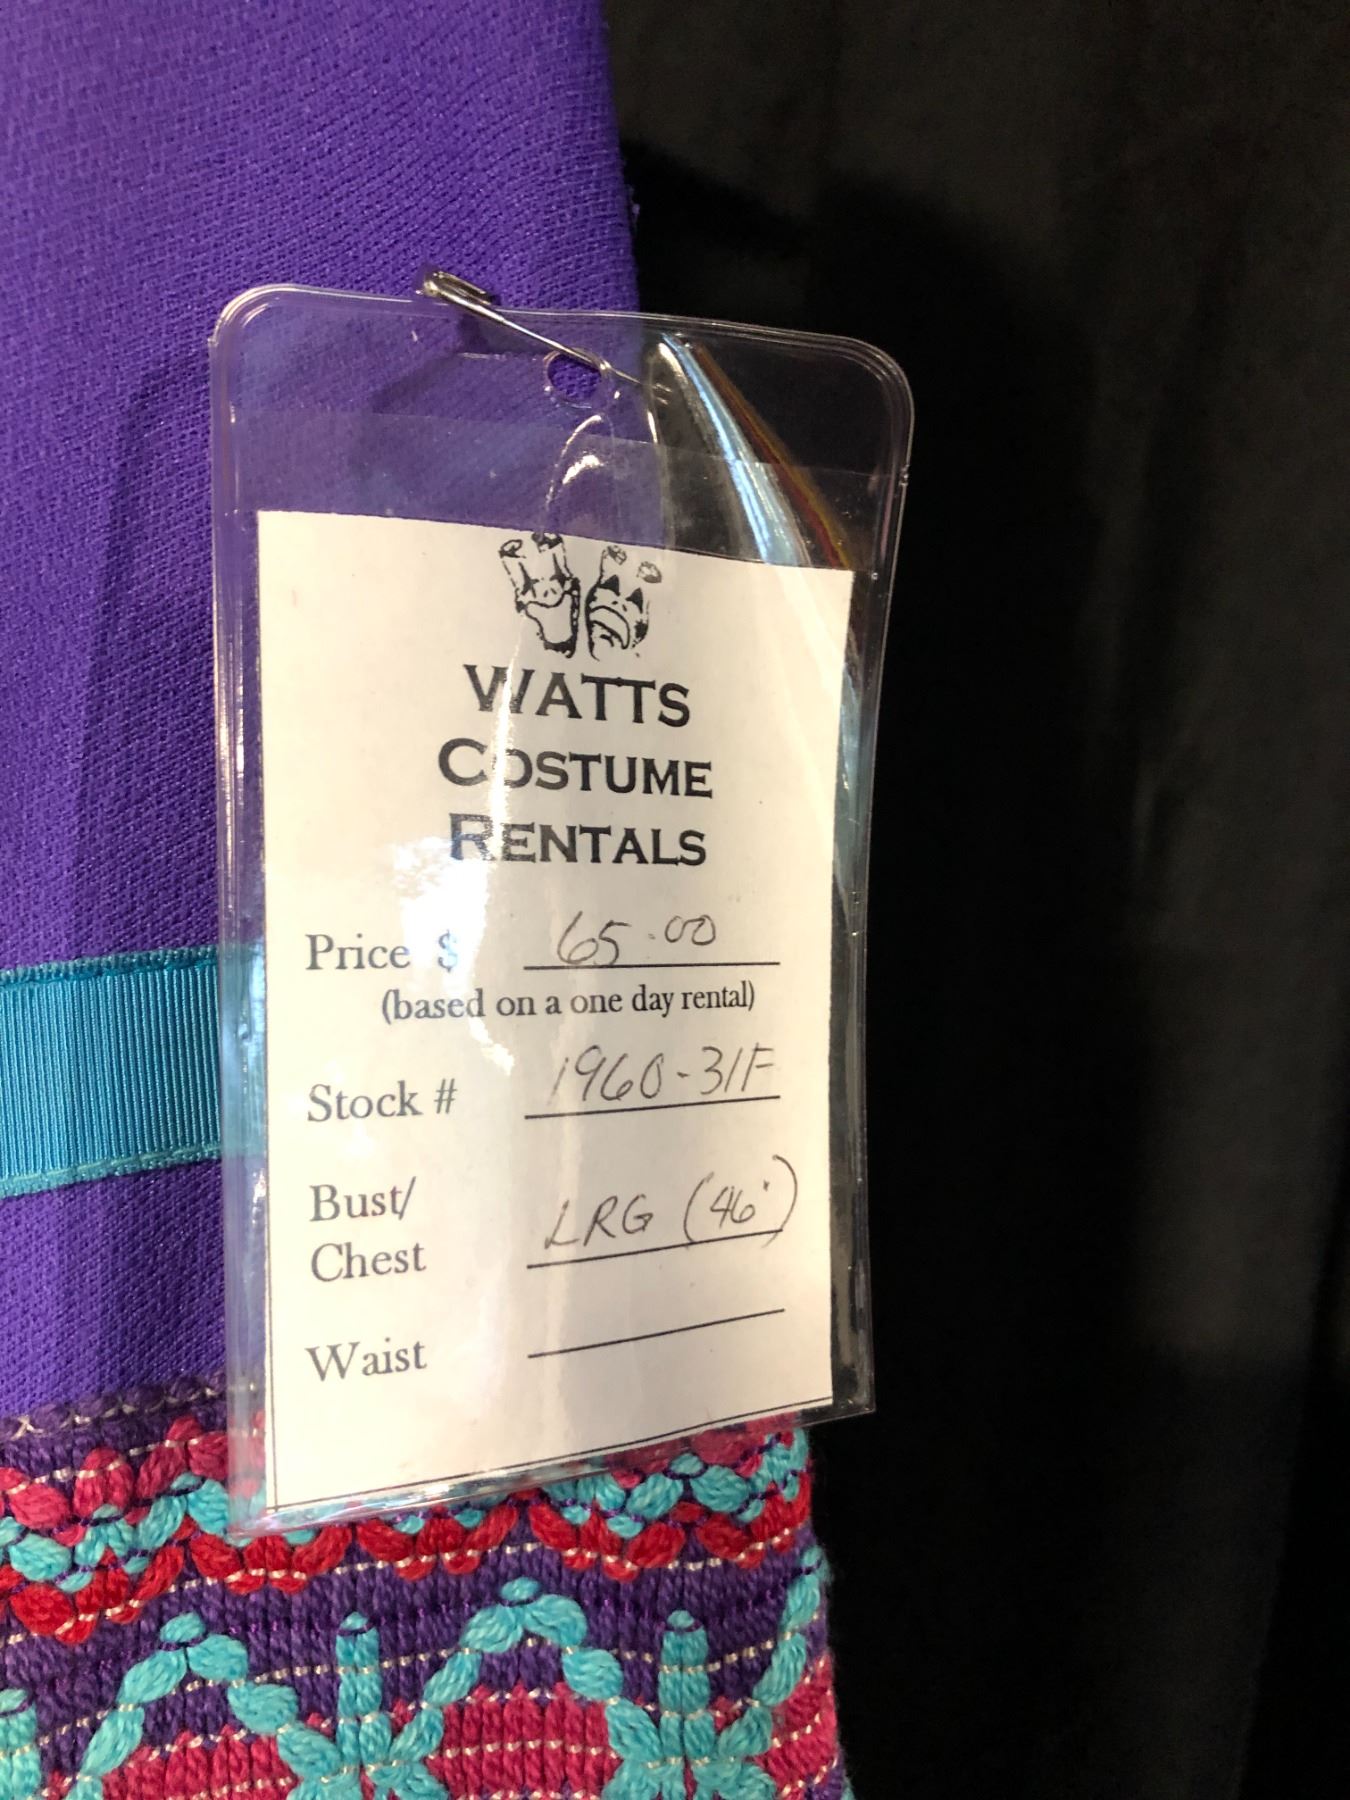 WATTS
COSTUME
RENTALS
Price $ 65.00
(based on a one day rental)
Stock # 1960-31F
Bust/
Chest LRG (46")
Waist